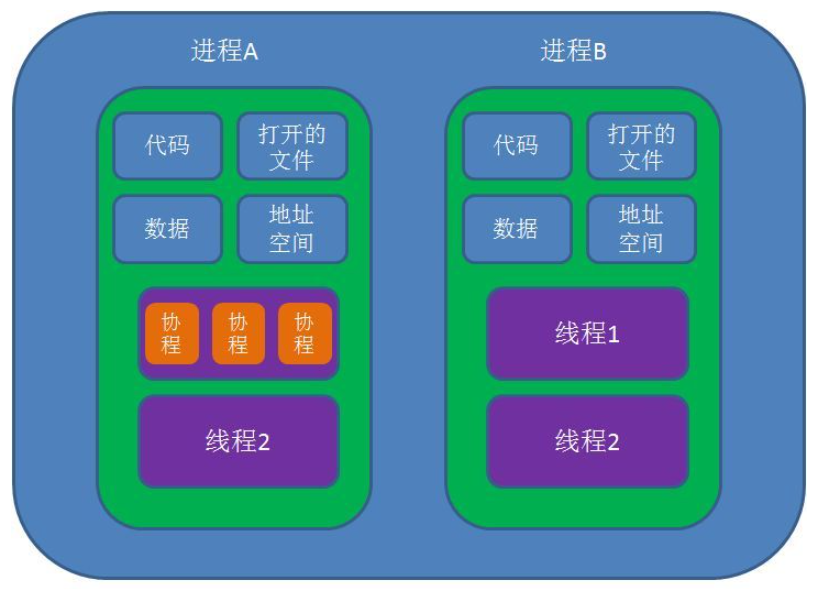 进程A
进程B
代码
打开的
文件
数据
地址
空间
协
程
协
程
协
程
线程2
代码
打开的
文件
数据
地址
空间
线程1
线程2